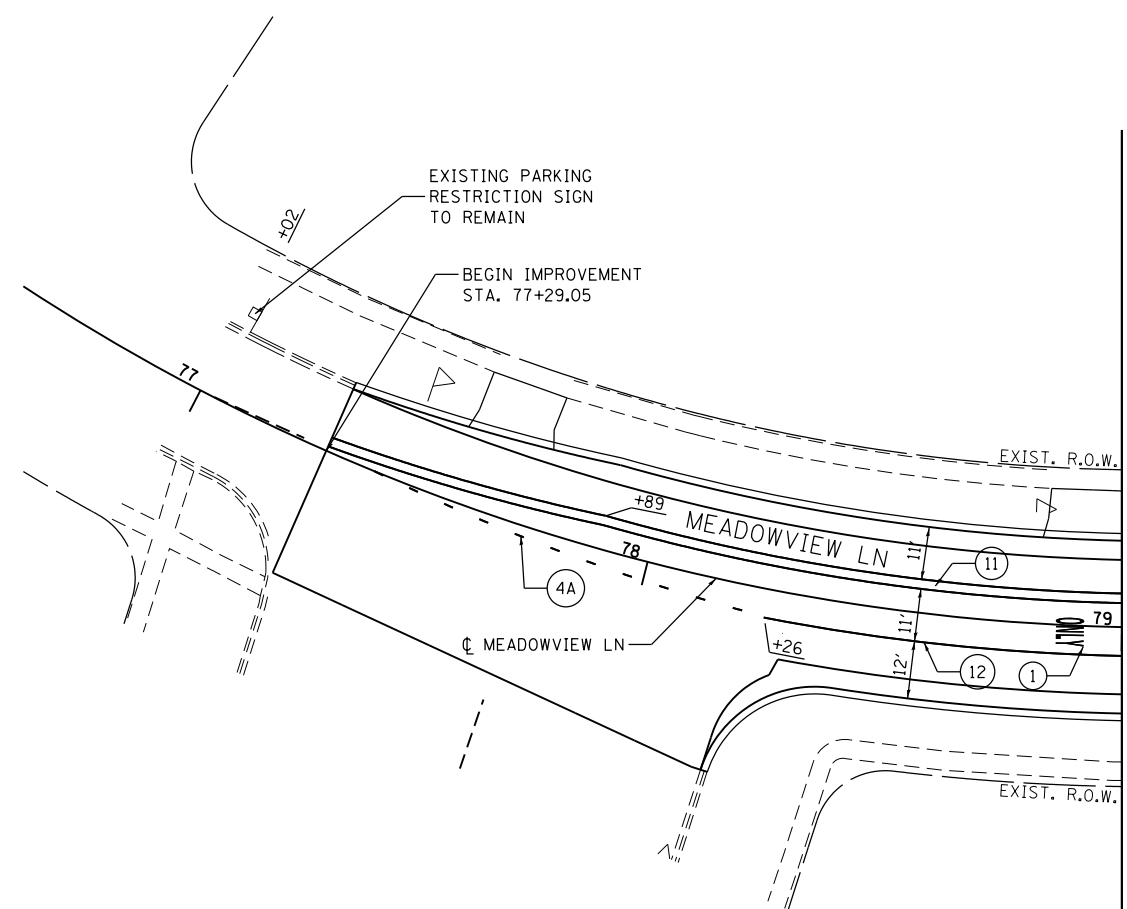 +02
EXISTING PARKING
RESTRICTION SIGN
TO REMAIN
BEGIN IMPROVEMENT
STA. 77+29.05
77
EXIST. R.O.W.
+89
MEADOWVIEW LN
11'
11
78
4A
11'
79
℄ MEADOWVIEW LN
+26
12'
12
1
EXIST. R.O.W.